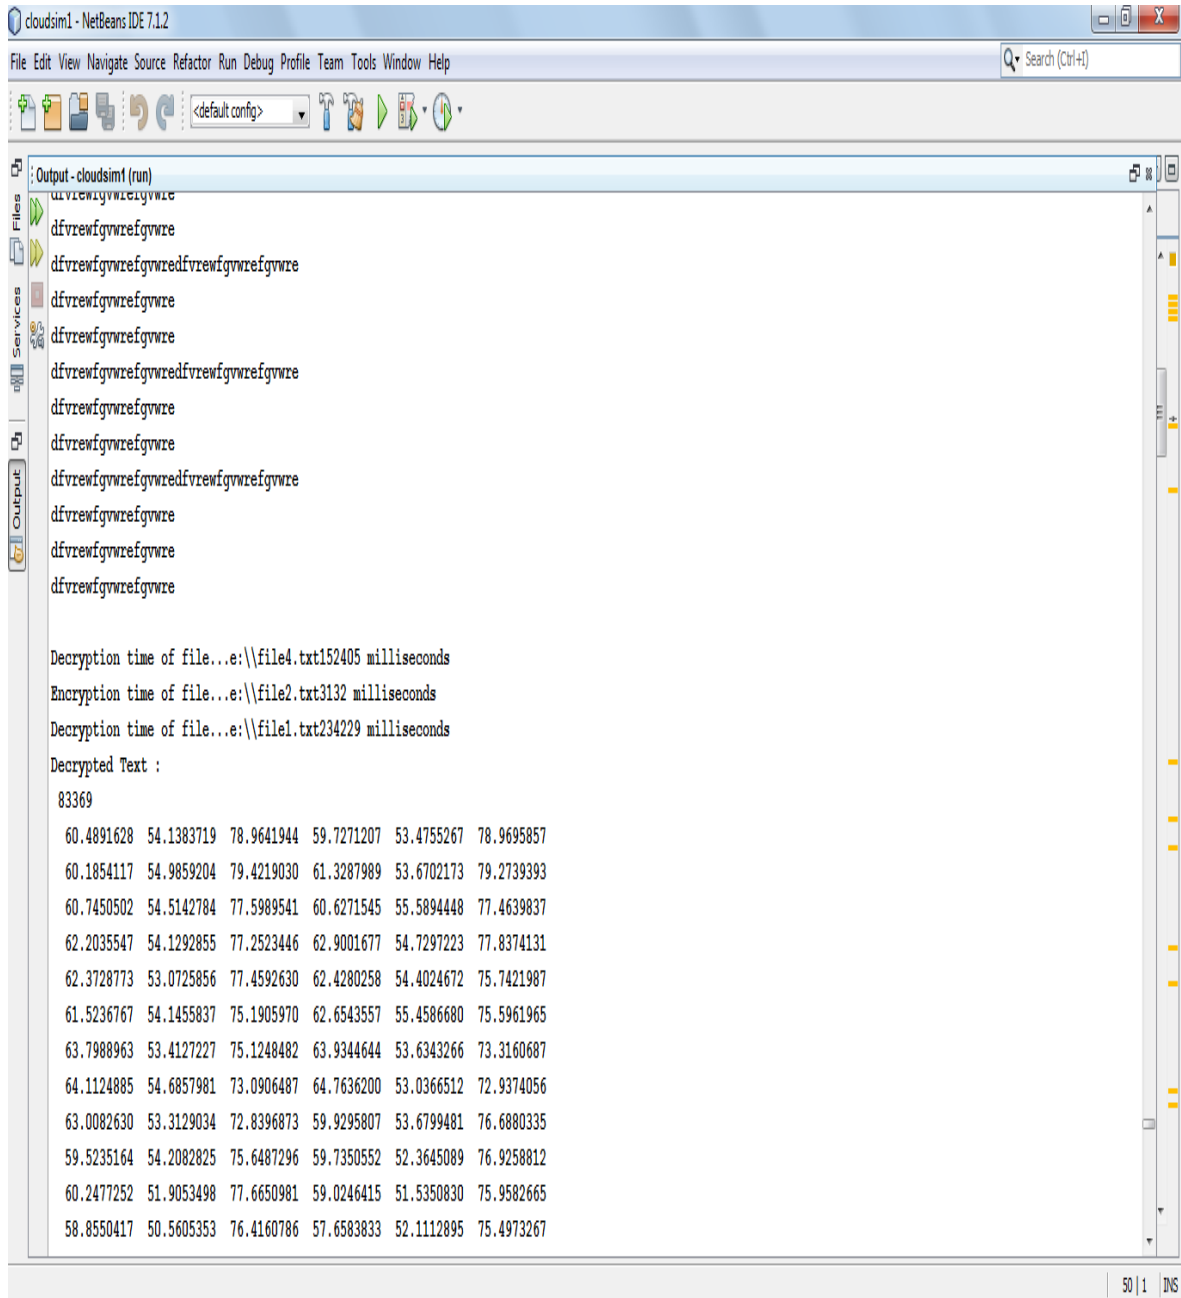 cloudsim1 - NetBeans IDE 7.1.2
File Edit View Navigate Source Refactor Run Debug Profile Team Tools Window Help
Search (Ctrl+I)
<default config>
Output - cloudsim1 (run)
Files
Services
Output
dfvrewfgvwrefgvwre
dfvrewfgvwrefgvwre
dfvrewfgvwrefgvwredfvrewfgvwrefgvwre
dfvrewfgvwrefgvwre
dfvrewfgvwrefgvwre
dfvrewfgvwrefgvwredfvrewfgvwrefgvwre
dfvrewfgvwrefgvwre
dfvrewfgvwrefgvwre
dfvrewfgvwrefgvwredfvrewfgvwrefgvwre
dfvrewfgvwrefgvwre
dfvrewfgvwrefgvwre
dfvrewfgvwrefgvwre
Decryption time of file...e:\\file4.txt152405 milliseconds
Encryption time of file...e:\\file2.txt3132 milliseconds
Decryption time of file...e:\\file1.txt234229 milliseconds
Decrypted Text :
83369
60.4891628 54.1383719 78.9641944 59.7271207 53.4755267 78.9695857
60.1854117 54.9859204 79.4219030 61.3287989 53.6702173 79.2739393
60.7450502 54.5142784 77.5989541 60.6271545 55.5894448 77.4639837
62.2035547 54.1292855 77.2523446 62.9001677 54.7297223 77.8374131
62.3728773 53.0725856 77.4592630 62.4280258 54.4024672 75.7421987
61.5236767 54.1455837 75.1905970 62.6543557 55.4586680 75.5961965
63.7988963 53.4127227 75.1248482 63.9344644 53.6343266 73.3160687
64.1124885 54.6857981 73.0906487 64.7636200 53.0366512 72.9374056
63.0082630 53.3129034 72.8396873 59.9295807 53.6799481 76.6880335
59.5235164 54.2082825 75.6487296 59.7350552 52.3645089 76.9258812
60.2477252 51.9053498 77.6650981 59.0246415 51.5350830 75.9582665
58.8550417 50.5605353 76.4160786 57.6583833 52.1112895 75.4973267
50 | 1 INS